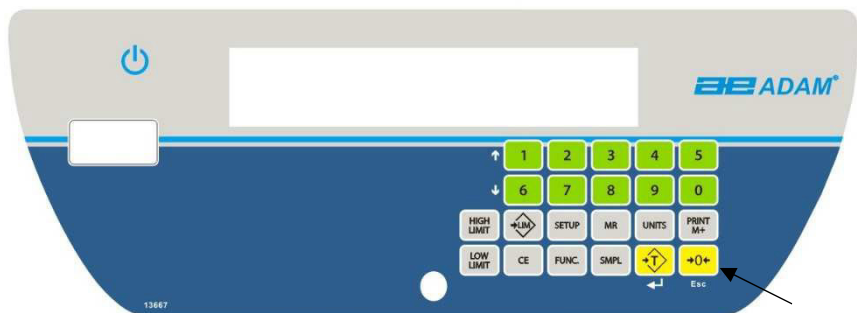 ae ADAM®
1 2 3 4 5
6 7 8 9 0
HIGH LIMIT →LIM SETUP MR UNITS PRINT M+
LOW LIMIT CE FUNC. SMPL →T →0←
Esc
13667